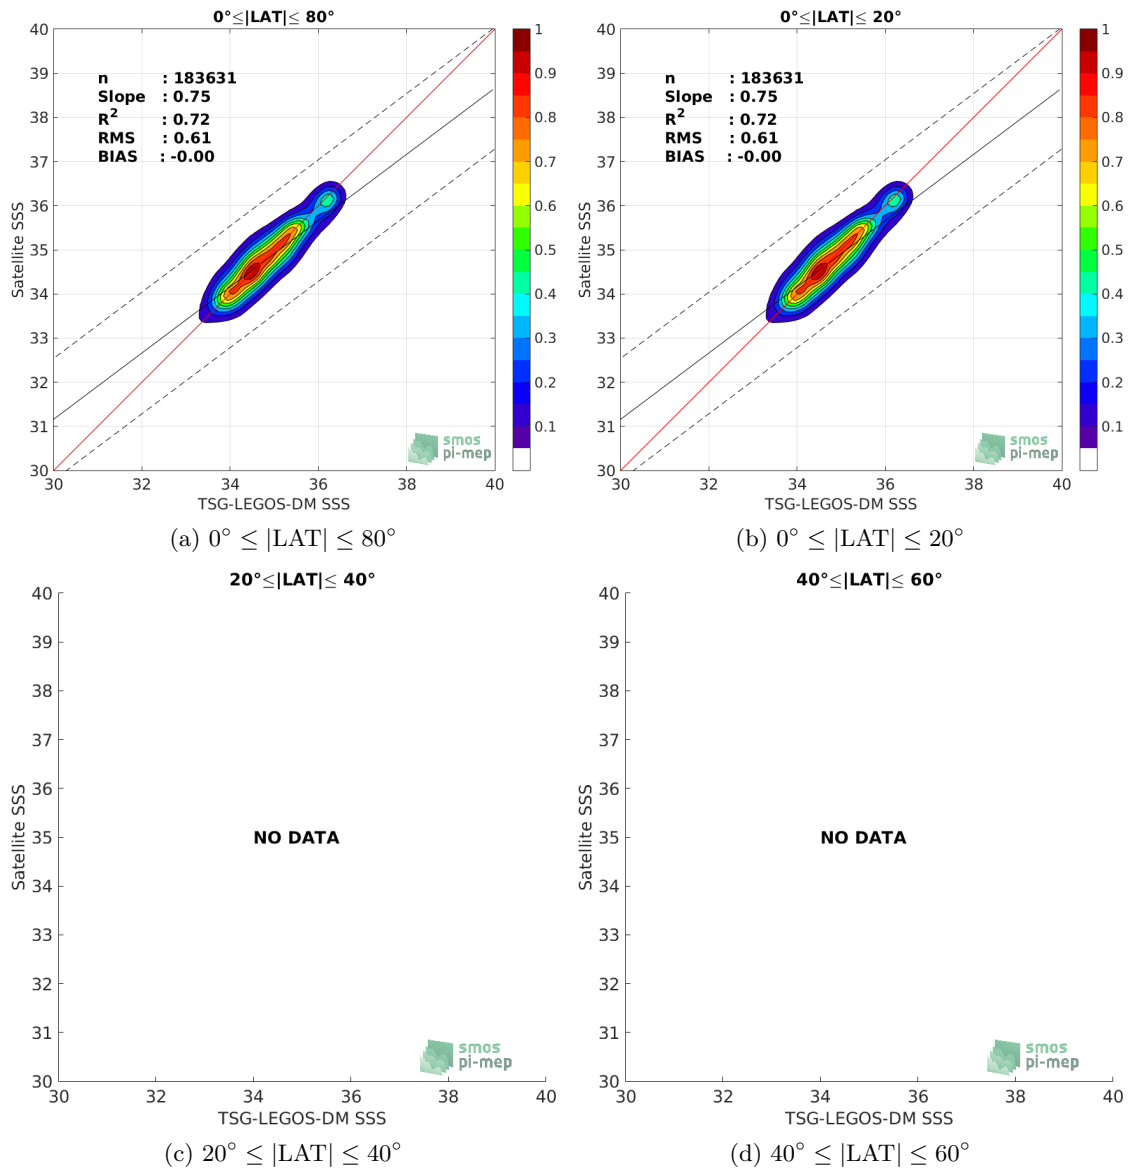 0°≤|LAT|≤ 80°
40
39
38
37
36
35
34
33
32
31
30
Satellite SSS
n : 183631
Slope : 0.75
R² : 0.72
RMS : 0.61
BIAS : -0.00
smos
pi-mep
30 32 34 36 38 40
TSG-LEGOS-DM SSS
1
0.9
0.8
0.7
0.6
0.5
0.4
0.3
0.2
0.1
(a) 0° ≤ |LAT| ≤ 80°
0°≤|LAT|≤ 20°
40
39
38
37
36
35
34
33
32
31
30
Satellite SSS
n : 183631
Slope : 0.75
R² : 0.72
RMS : 0.61
BIAS : -0.00
smos
pi-mep
30 32 34 36 38 40
TSG-LEGOS-DM SSS
1
0.9
0.8
0.7
0.6
0.5
0.4
0.3
0.2
0.1
(b) 0° ≤ |LAT| ≤ 20°
20°≤|LAT|≤ 40°
40
39
38
37
36
35
34
33
32
31
30
Satellite SSS
NO DATA
smos
pi-mep
30 32 34 36 38 40
TSG-LEGOS-DM SSS
(c) 20° ≤ |LAT| ≤ 40°
40°≤|LAT|≤ 60°
40
39
38
37
36
35
34
33
32
31
30
Satellite SSS
NO DATA
smos
pi-mep
30 32 34 36 38 40
TSG-LEGOS-DM SSS
(d) 40° ≤ |LAT| ≤ 60°